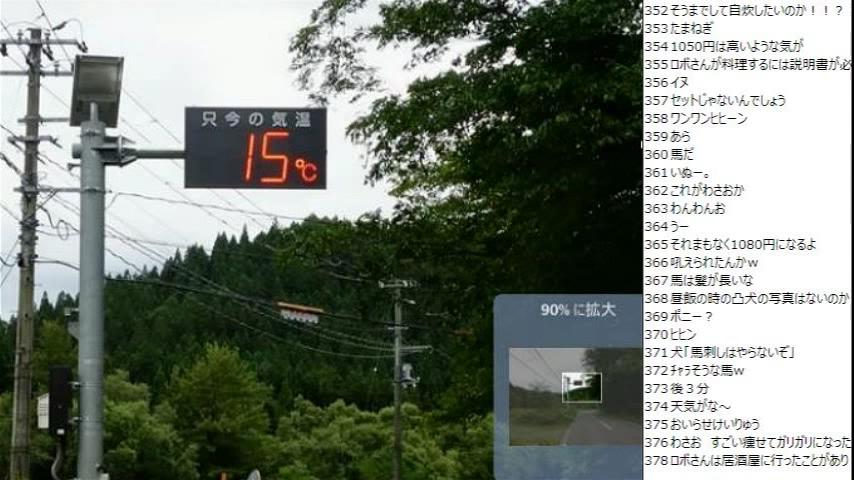 只今の気温
15℃
90% に拡大
352 そうまでして自炊したいのか！！？
353 たまねぎ
354 1050円は高いような気が
355 ロボさんが料理するには説明書が必
356 イヌ
357 セットじゃないんでしょう
358 ワンワンヒヒーン
359 あら
360 馬だ
361 いぬー。
362 これがわさおか
363 わんわんお
364 うー
365 それまもなく1080円になるよ
366 吼えられたんかｗ
367 馬は髪が長いな
368 昼飯の時の凸犬の写真はないのか
369 ポニー？
370 ヒヒン
371 犬「馬刺しはやらないぞ」
372 ﾁｬﾗそうな馬ｗ
373 後３分
374 天気がな～
375 おいらせけいりゅう
376 わさお　すごい痩せてガリガリになった
378 ロボさんは居酒屋に行ったことがあり